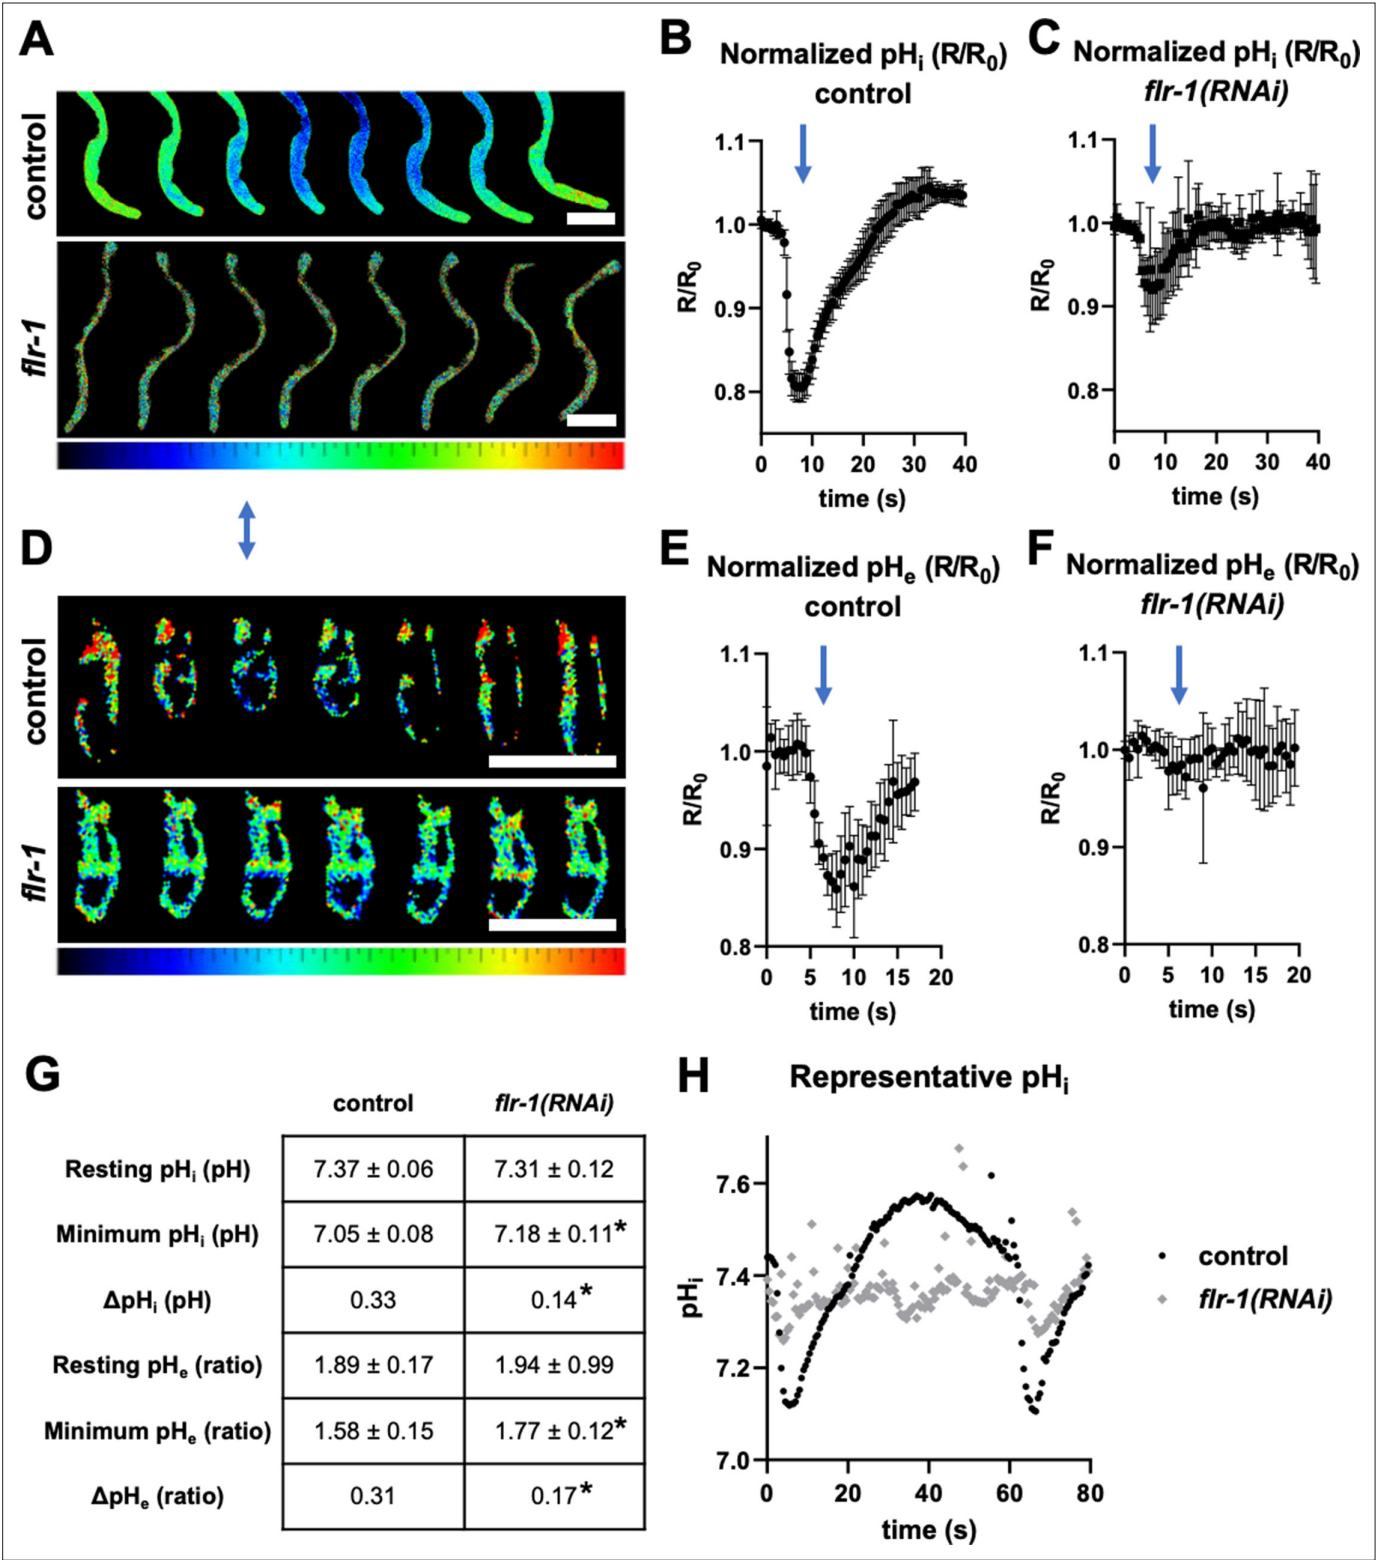 A
control
flr-1
B
Normalized pHi (R/R0)
control
1.1
1.0
0.9
0.8
R/R0
0 10 20 30 40
time (s)
C
Normalized pHi (R/R0)
flr-1(RNAi)
1.1
1.0
0.9
0.8
R/R0
0 10 20 30 40
time (s)
D
control
flr-1
E
Normalized pHe (R/R0)
control
1.1
1.0
0.9
0.8
R/R0
0 5 10 15 20
time (s)
F
Normalized pHe (R/R0)
flr-1(RNAi)
1.1
1.0
0.9
0.8
R/R0
0 5 10 15 20
time (s)
G
control flr-1(RNAi)
Resting pHi (pH) 7.37 ± 0.06 7.31 ± 0.12
Minimum pHi (pH) 7.05 ± 0.08 7.18 ± 0.11*
ΔpHi (pH) 0.33 0.14*
Resting pHe (ratio) 1.89 ± 0.17 1.94 ± 0.99
Minimum pHe (ratio) 1.58 ± 0.15 1.77 ± 0.12*
ΔpHe (ratio) 0.31 0.17*
H
Representative pHi
7.6
7.4
7.2
7.0
pHi
0 20 40 60 80
time (s)
control
flr-1(RNAi)